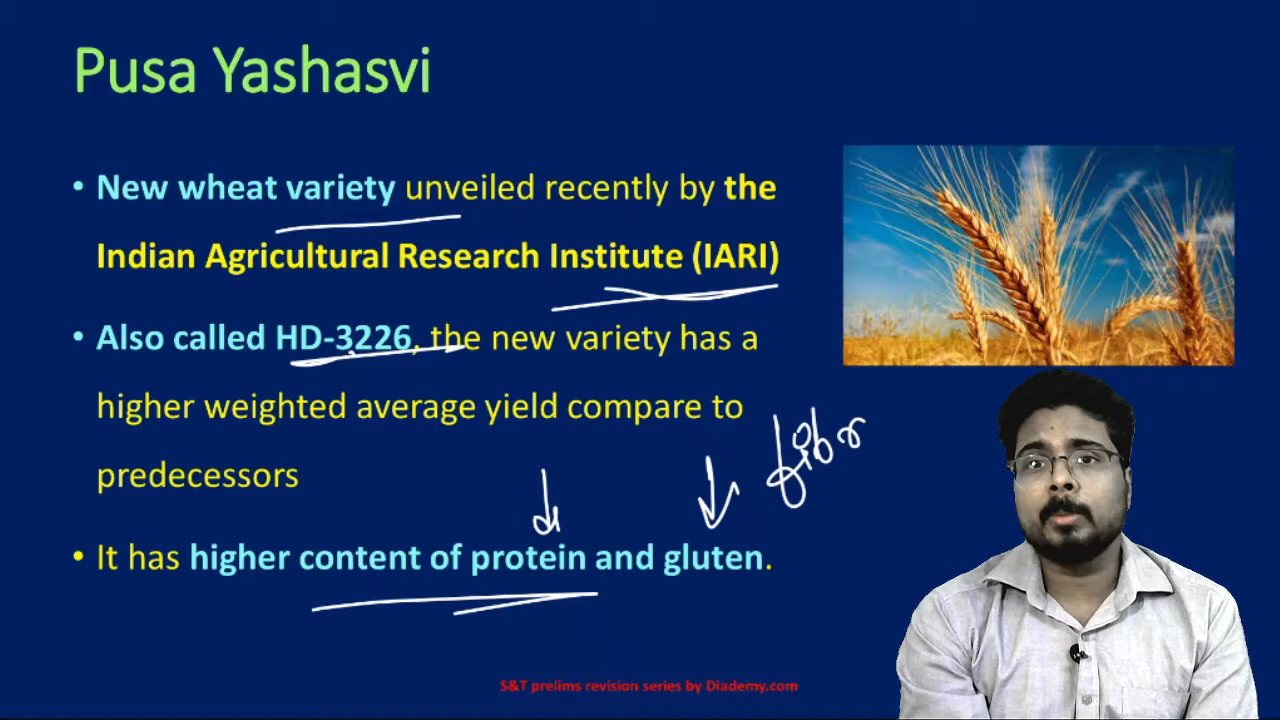 Pusa Yashasvi
• New wheat variety unveiled recently by the
Indian Agricultural Research Institute (IARI)
• Also called HD-3226, the new variety has a
higher weighted average yield compare to
predecessors
fibr
• It has higher content of protein and gluten.
S&T prelims revision series by Diademy.com